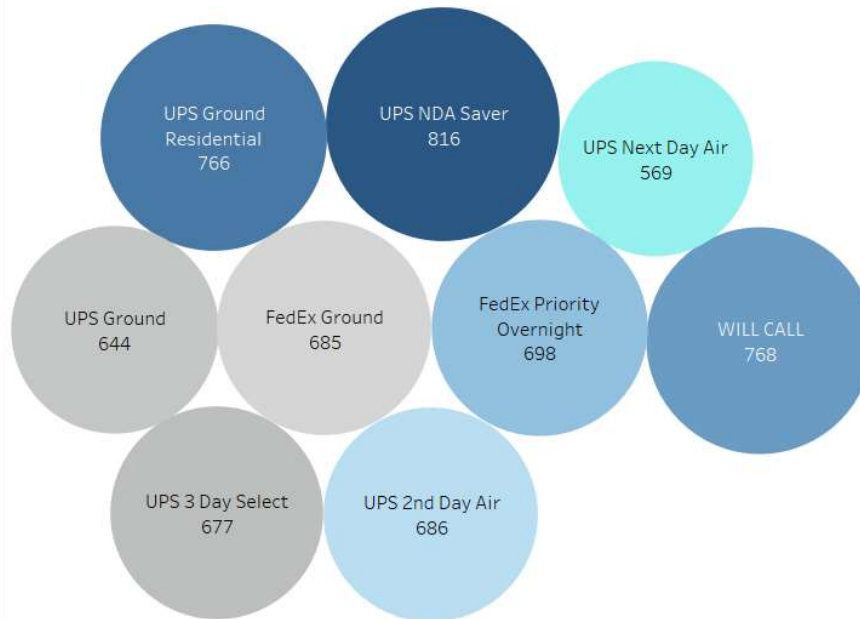 UPS Ground
Residential
766
UPS NDA Saver
816
UPS Next Day Air
569
UPS Ground
644
FedEx Ground
685
FedEx Priority
Overnight
698
WILL CALL
768
UPS 3 Day Select
677
UPS 2nd Day Air
686